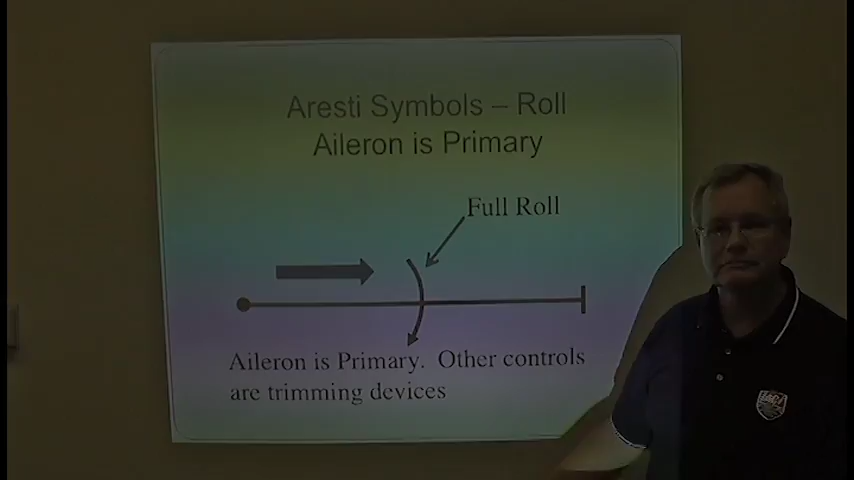 Aresti Symbols – Roll
Aileron is Primary
Full Roll
Aileron is Primary. Other controls
are trimming devices